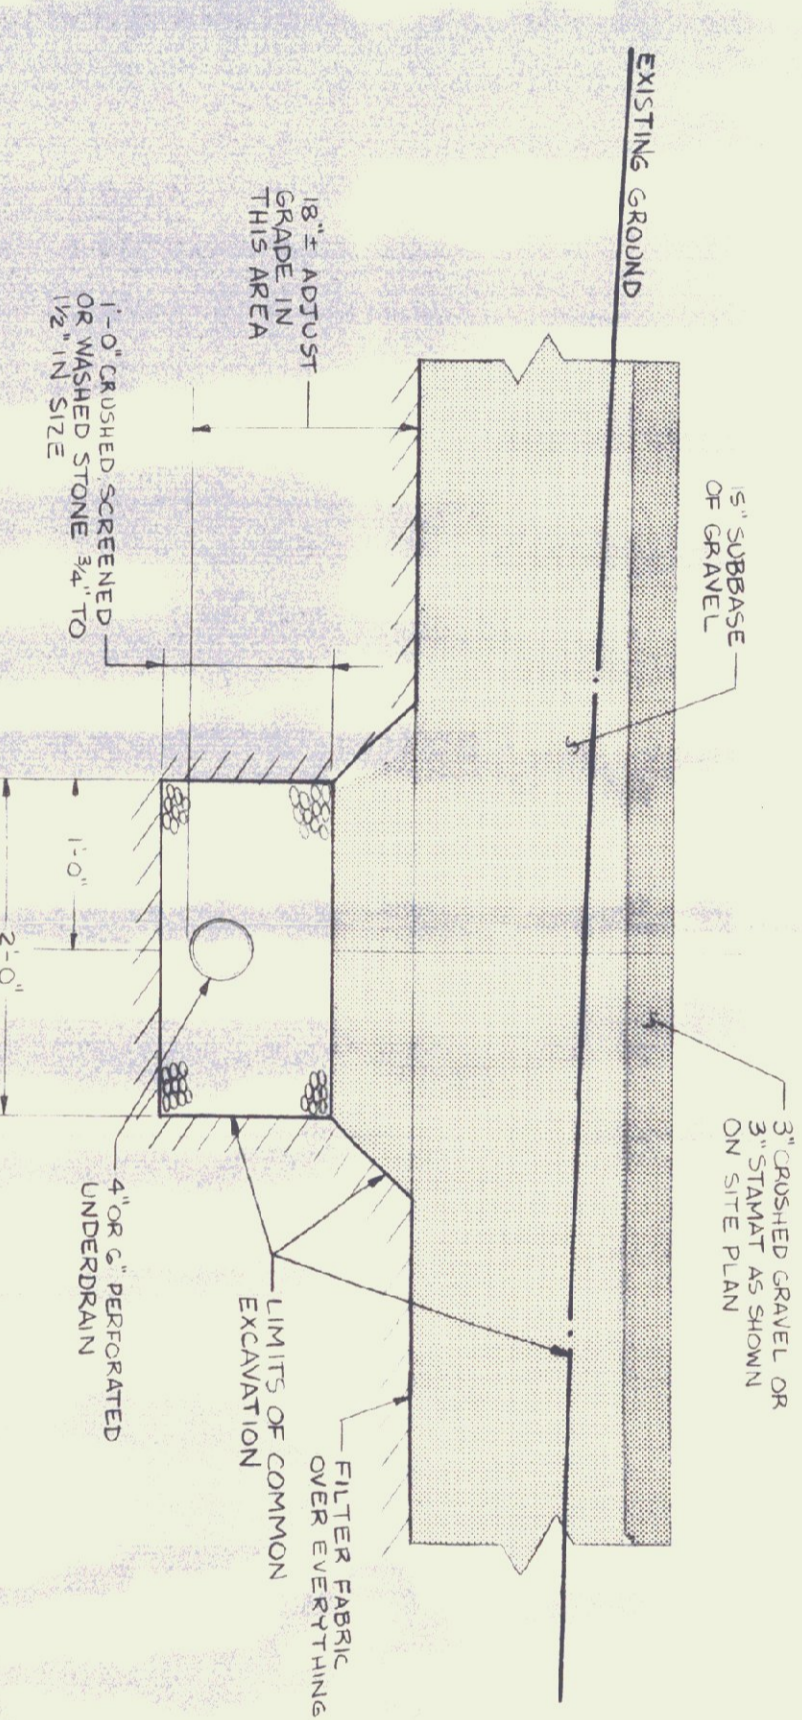 EXISTING GROUND
15" SUBBASE
OF GRAVEL
3" CRUSHED GRAVEL OR
3" STAMAT AS SHOWN
ON SITE PLAN
18"± ADJUST
GRADE IN
THIS AREA
1'-0" CRUSHED SCREENED
OR WASHED STONE 3/4" TO
1½" IN SIZE
1'-0"
2'-0"
4" OR 6" PERFORATED
UNDERDRAIN
LIMITS OF COMMON
EXCAVATION
FILTER FABRIC
OVER EVERYTHING